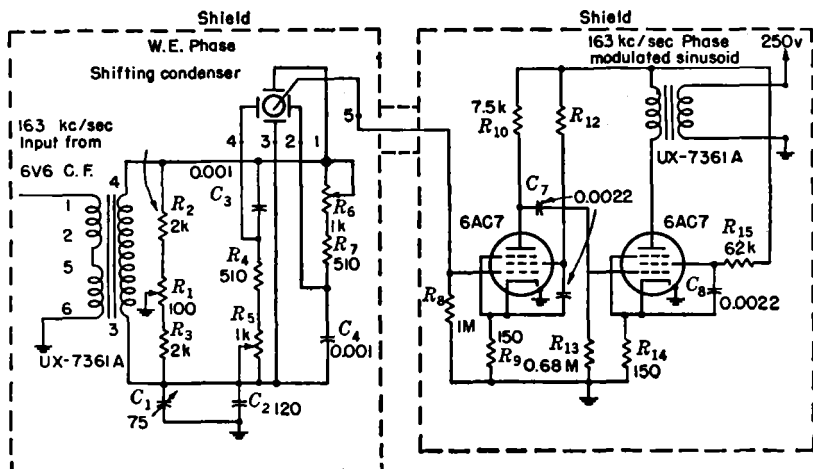 Shield
W.E. Phase
Shifting condenser
163 kc/sec
Input from
6V6 C.F.
4
1
2
5
6
3
UX-7361A
R2
2k
R1
100
R3
2k
C1
75
C2 120
0.001
C3
R4
510
R5
1k
4
3
2
1
R6
1k
R7
510
C4
0.001
5
Shield
163 kc/sec Phase
modulated sinusoid
250v
7.5k
R10
R12
UX-7361A
C7
0.0022
6AC7
6AC7
R15
62k
R8
1M
C8
0.0022
150
R9
R13
0.68M
R14
150